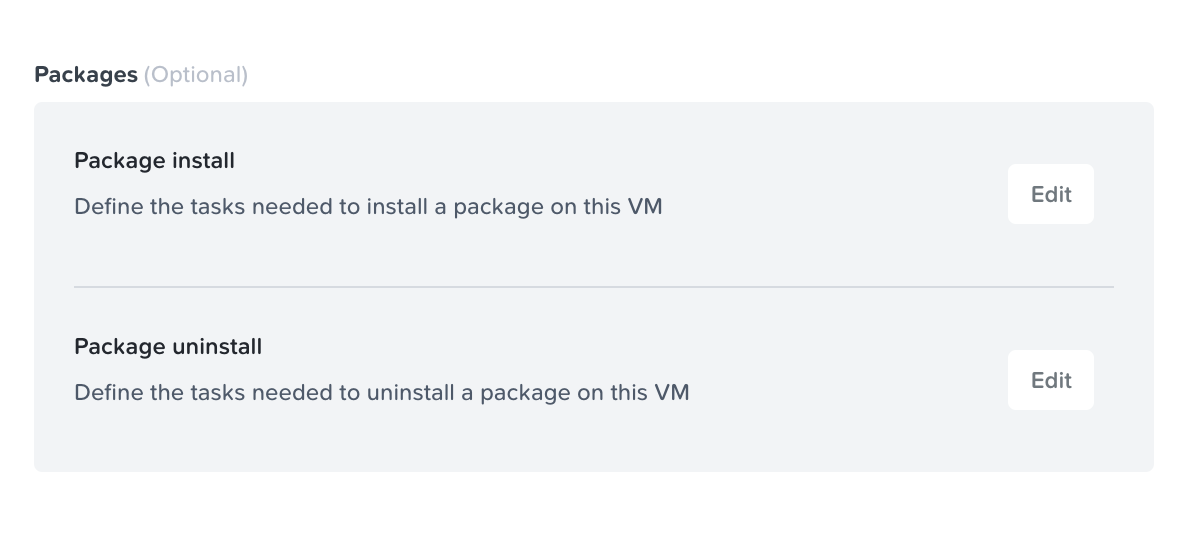 Packages (Optional)
Package install
Define the tasks needed to install a package on this VM
Edit
Package uninstall
Define the tasks needed to uninstall a package on this VM
Edit